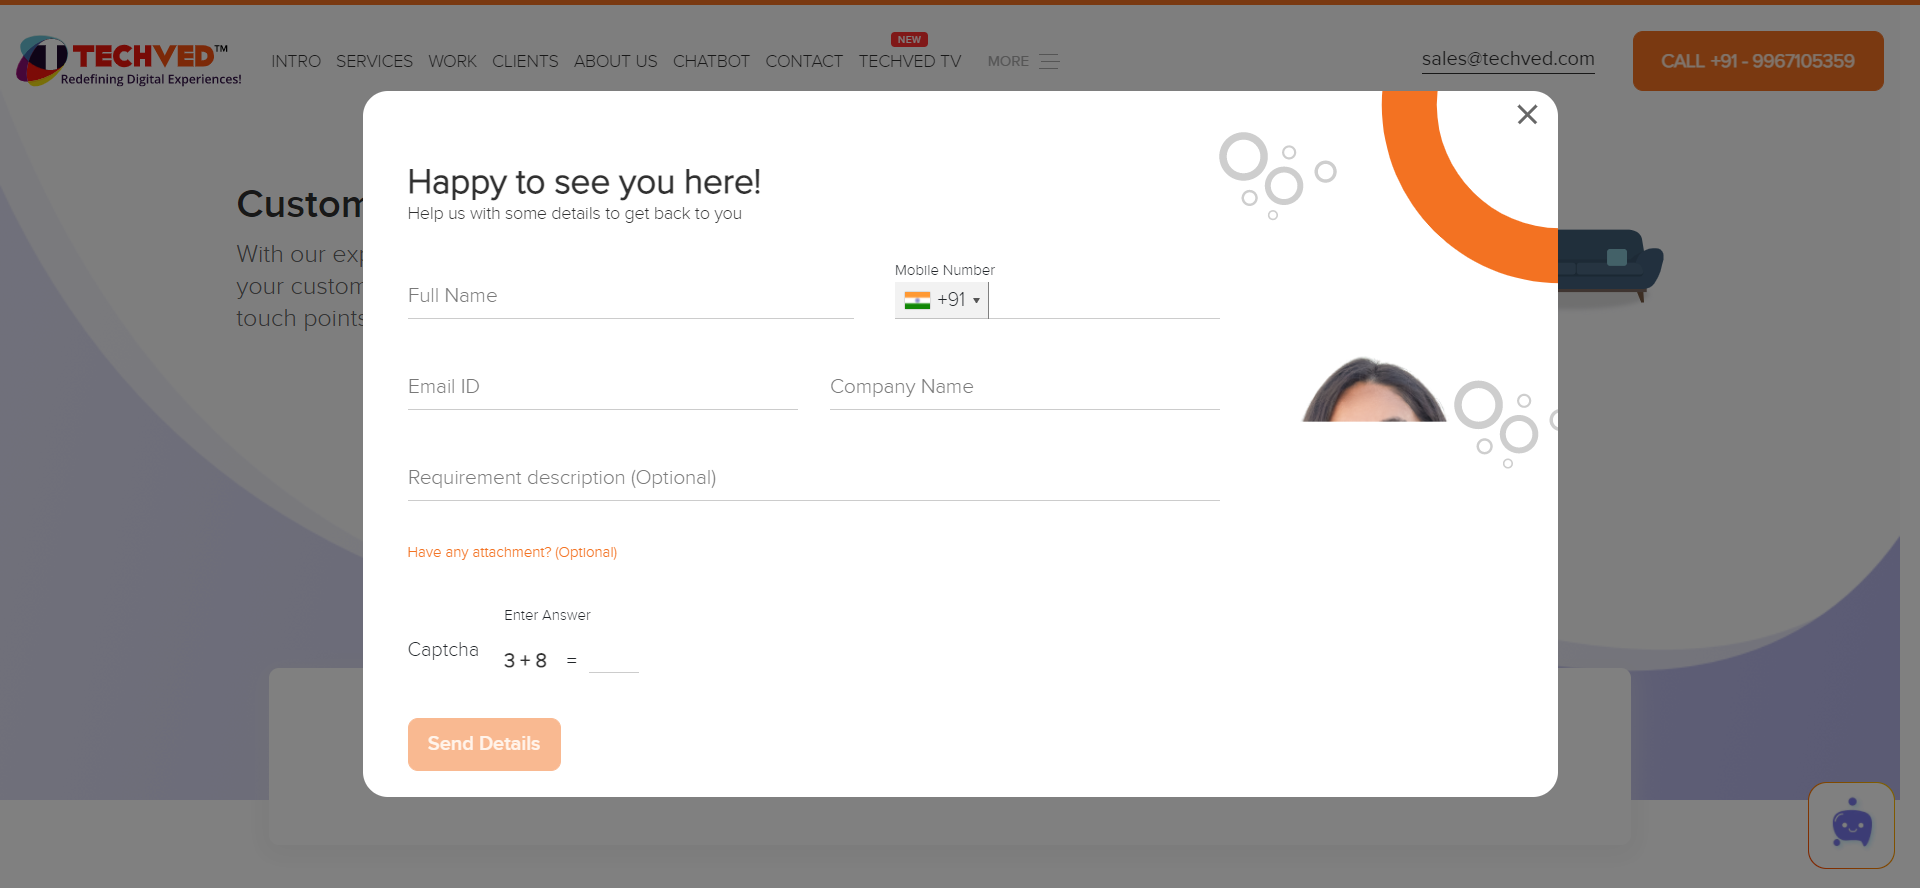 TECHVED™
Redefining Digital Experiences!
INTRO SERVICES WORK CLIENTS ABOUT US CHATBOT CONTACT TECHVED TV MORE
NEW
sales@techved.com
CALL +91 - 9967105359
Custom
With our exp
your custom
touch points
Happy to see you here!
Help us with some details to get back to you
Full Name
Mobile Number
+91
Email ID
Company Name
Requirement description (Optional)
Have any attachment? (Optional)
Enter Answer
Captcha
3 + 8 =
Send Details